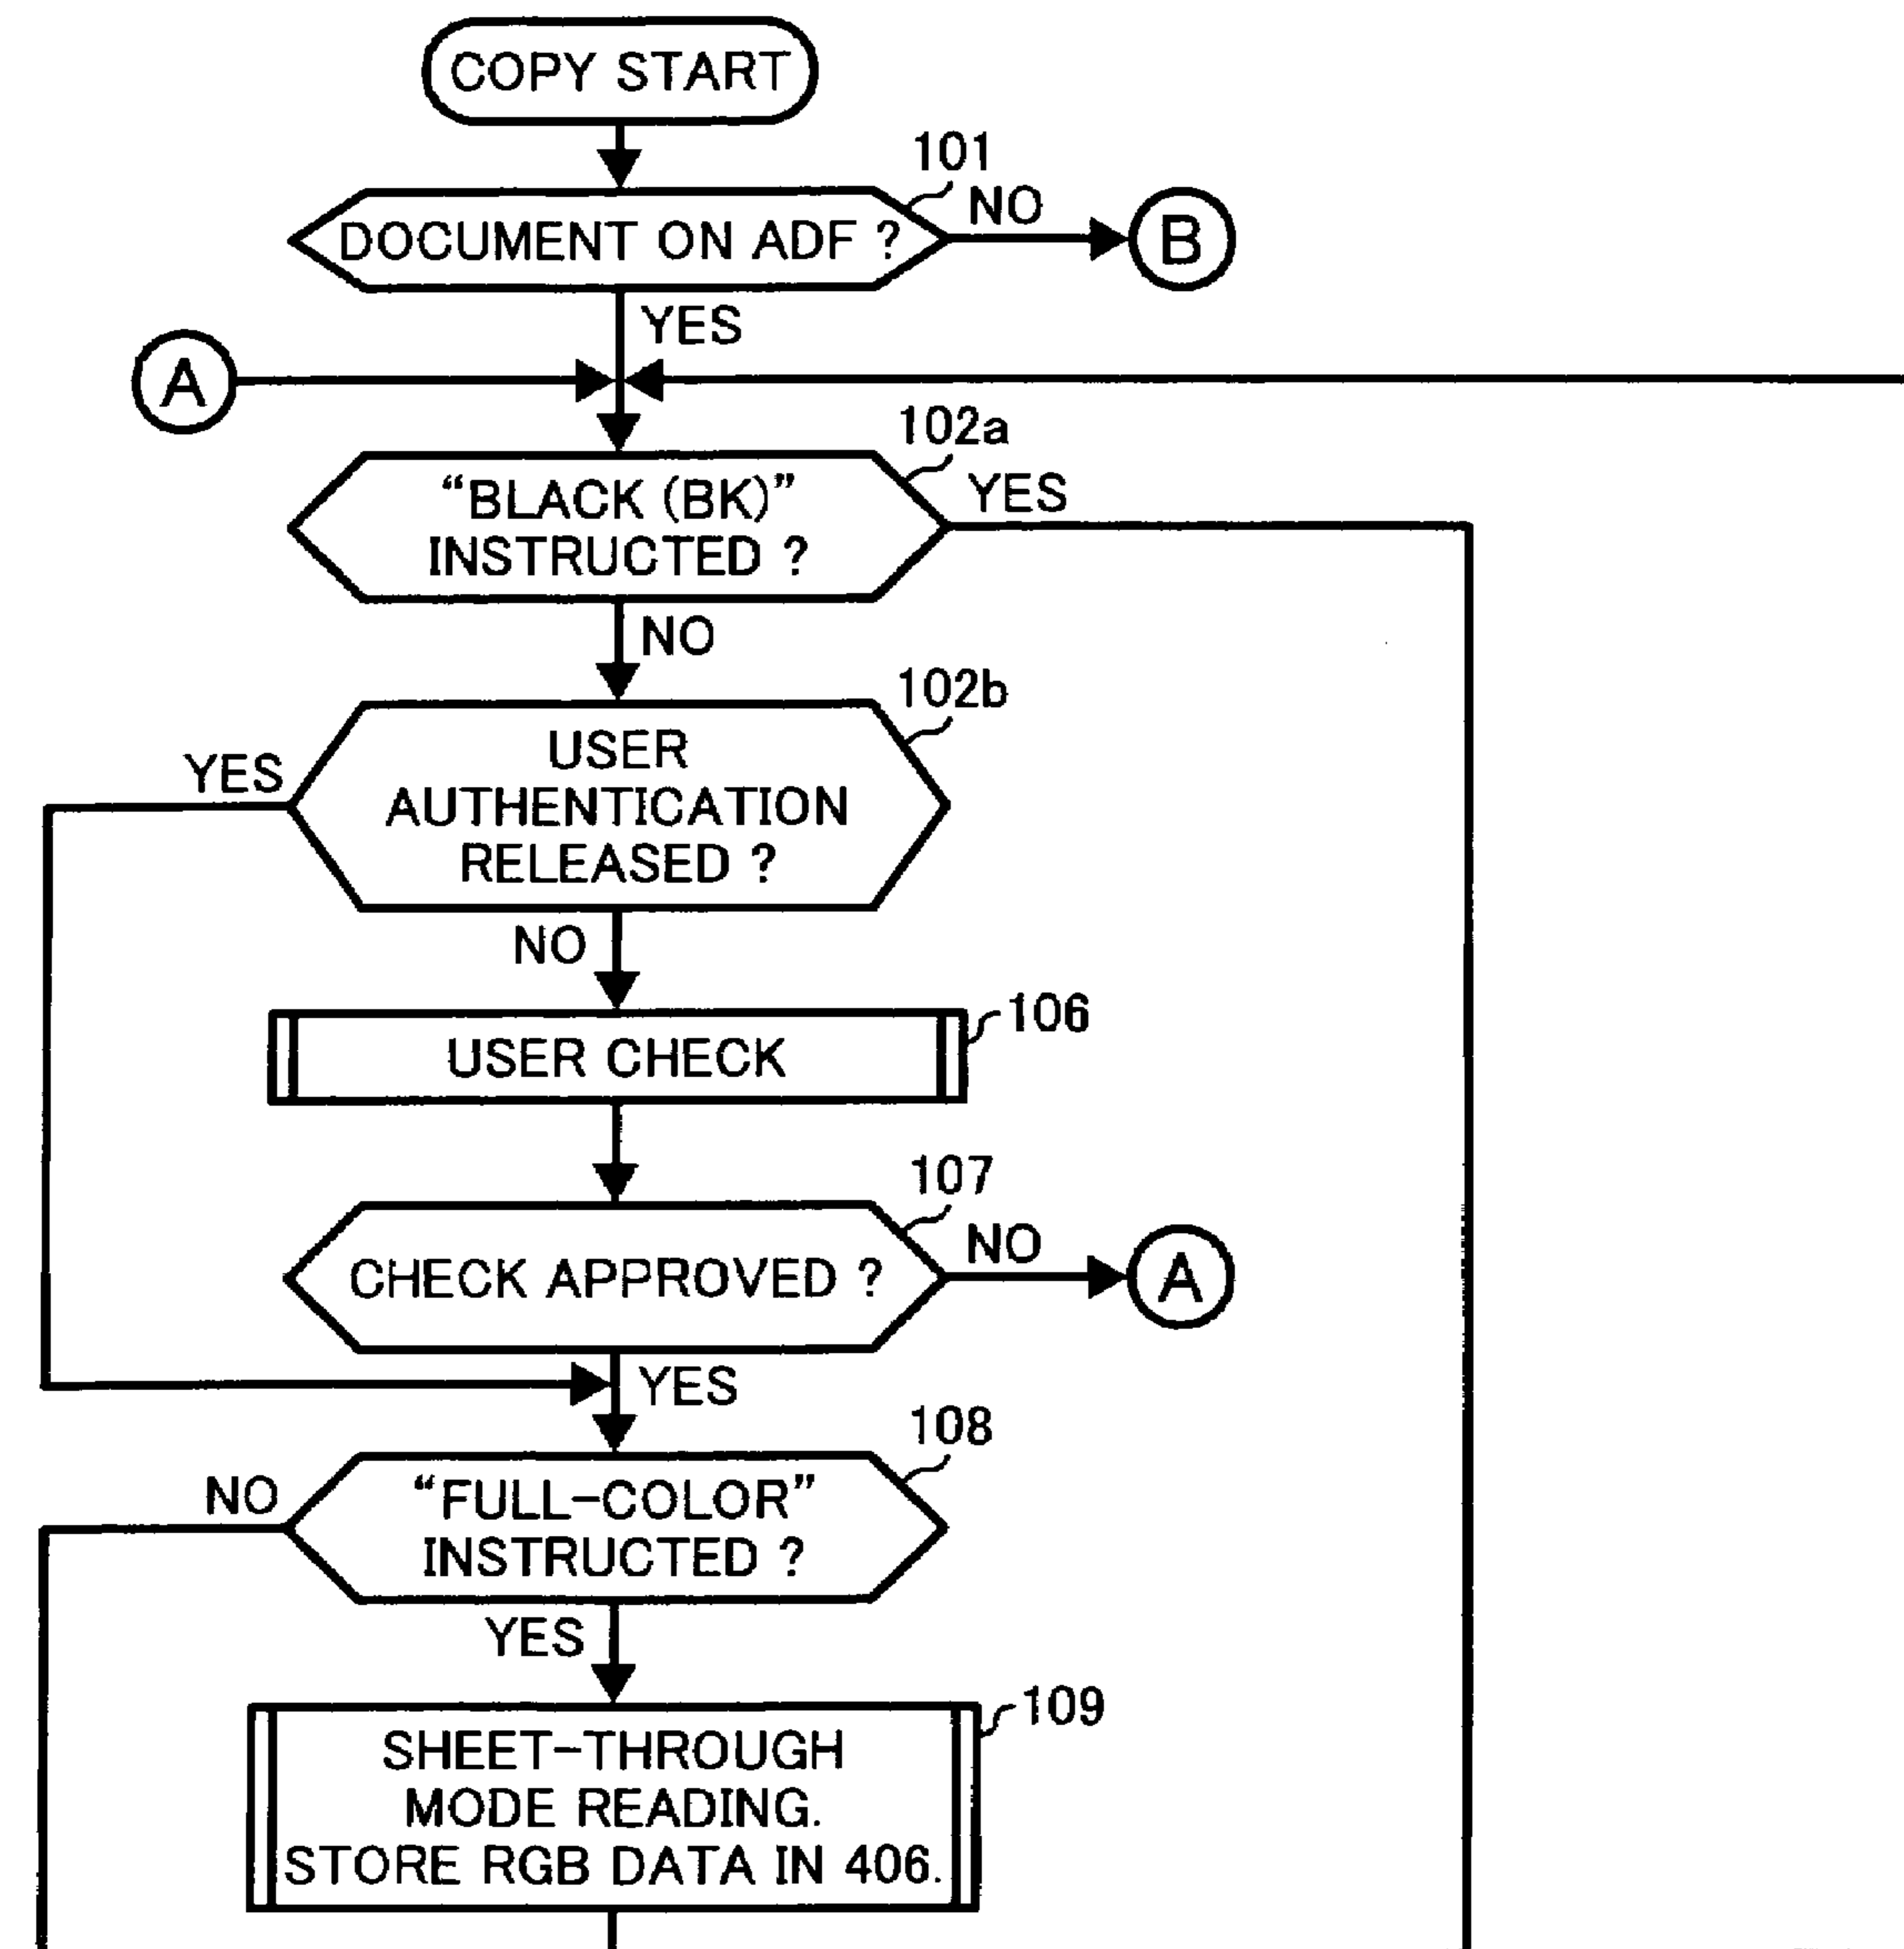 COPY START
101
DOCUMENT ON ADF ?
NO
B
YES
A
102a
“BLACK (BK)”
INSTRUCTED ?
YES
NO
102b
USER
AUTHENTICATION
RELEASED ?
YES
NO
106
USER CHECK
107
CHECK APPROVED ?
NO
A
YES
108
“FULL-COLOR”
INSTRUCTED ?
NO
YES
109
SHEET-THROUGH
MODE READING.
STORE RGB DATA IN 406.